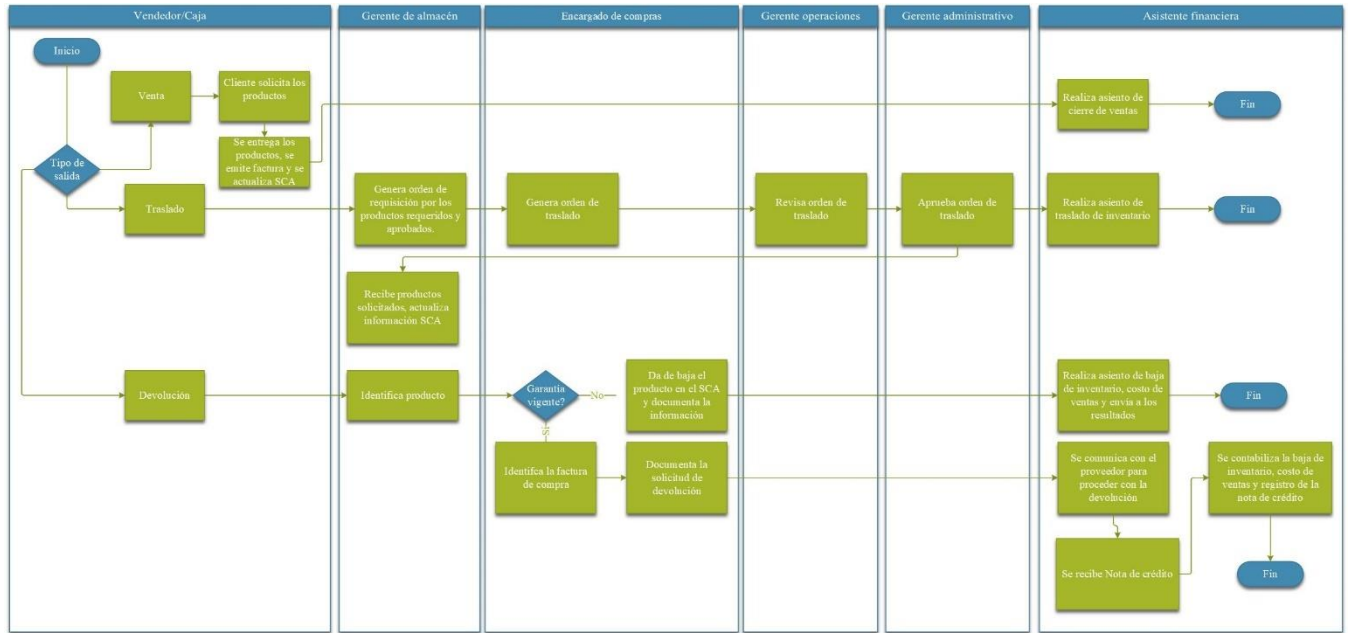 Vendedor/Caja
Gerente de almacén
Encargado de compras
Gerente operaciones
Gerente administrativo
Asistente financiera
Inicio
Venta
Cliente solicita los
productos
Se entrega los
productos, se
emite factura y se
actualiza SCA
Realiza asiento de
cierre de ventas
Fin
Tipo de
salida
Traslado
Genera orden de
requisición por los
productos requeridos y
aprobados.
Genera orden de
traslado
Revisa orden de
traslado
Aprueba orden de
traslado
Realiza asiento de
traslado de inventario
Fin
Recibe productos
solicitados, actualiza
información SCA
Devolución
Identifica producto
Garantía
vigente?
No
Da de baja el
producto en el SCA
y documenta la
información
Realiza asiento de baja
de inventario, costo de
ventas y envia a los
resultados
Fin
Sí
Identifca la factura
de compra
Documenta la
solicitud de
devolución
Se comunica con el
proveedor para
proceder con la
devolución
Se contabiliza la baja de
inventario, costo de
ventas y registro de la
nota de crédito
Se recibe Nota de crédito
Fin